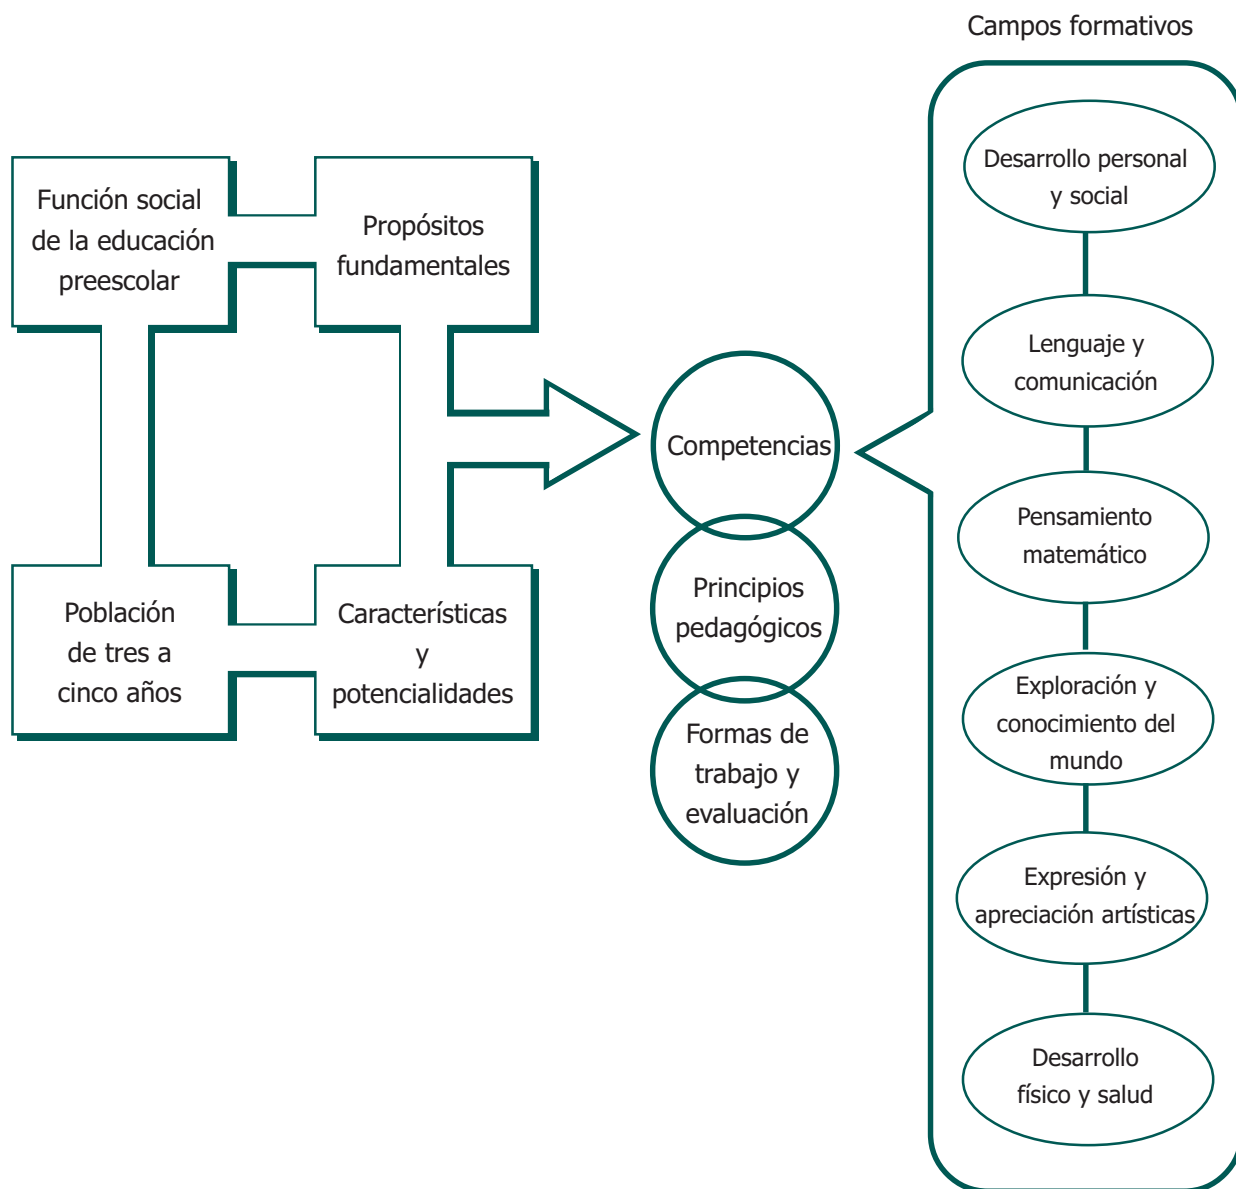 Campos formativos
Función social
de la educación
preescolar
Propósitos
fundamentales
Población
de tres a
cinco años
Características
y
potencialidades
Competencias
Principios
pedagógicos
Formas de
trabajo y
evaluación
Desarrollo personal
y social
Lenguaje y
comunicación
Pensamiento
matemático
Exploración y
conocimiento del
mundo
Expresión y
apreciación artísticas
Desarrollo
físico y salud